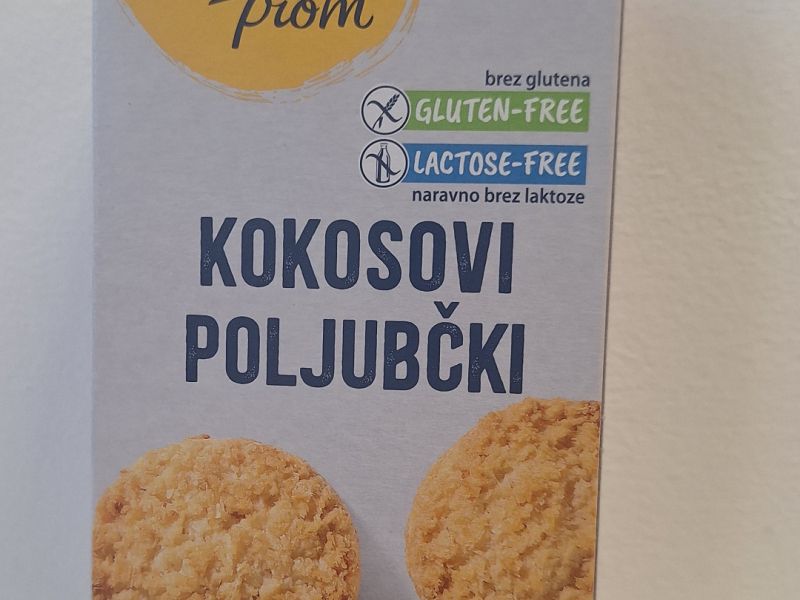 prom
brez glutena
GLUTEN-FREE
LACTOSE-FREE
naravno brez laktoze
KOKOSOVI
POLJUBČKI